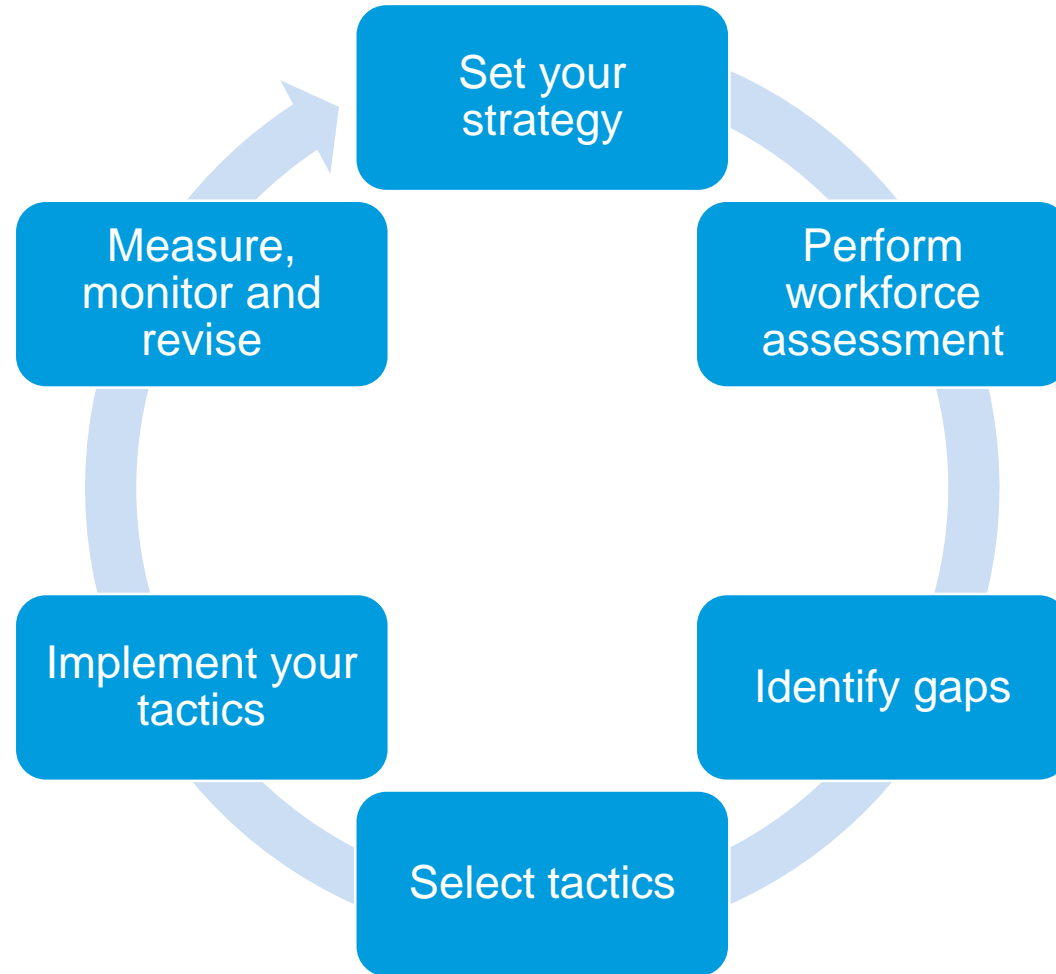 Set your
strategy
Perform
workforce
assessment
Identify gaps
Select tactics
Implement your
tactics
Measure,
monitor and
revise